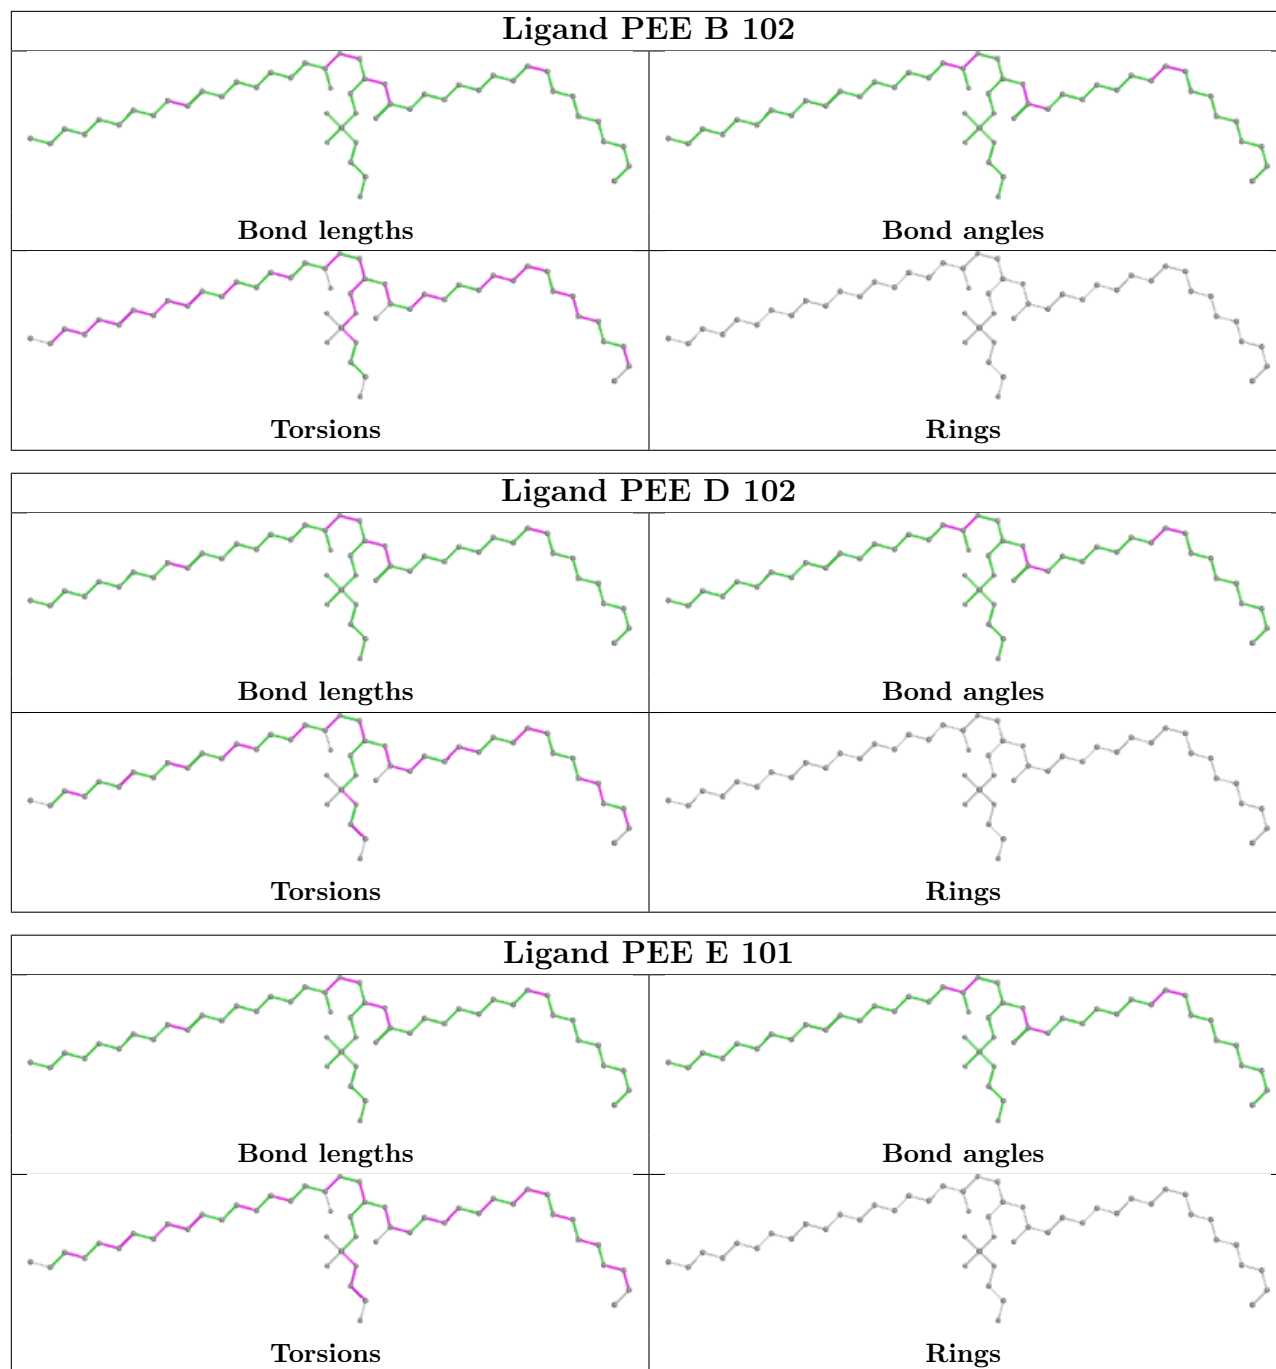 Ligand PEE B 102
Bond lengths
Bond angles
Torsions
Rings
Ligand PEE D 102
Bond lengths
Bond angles
Torsions
Rings
Ligand PEE E 101
Bond lengths
Bond angles
Torsions
Rings